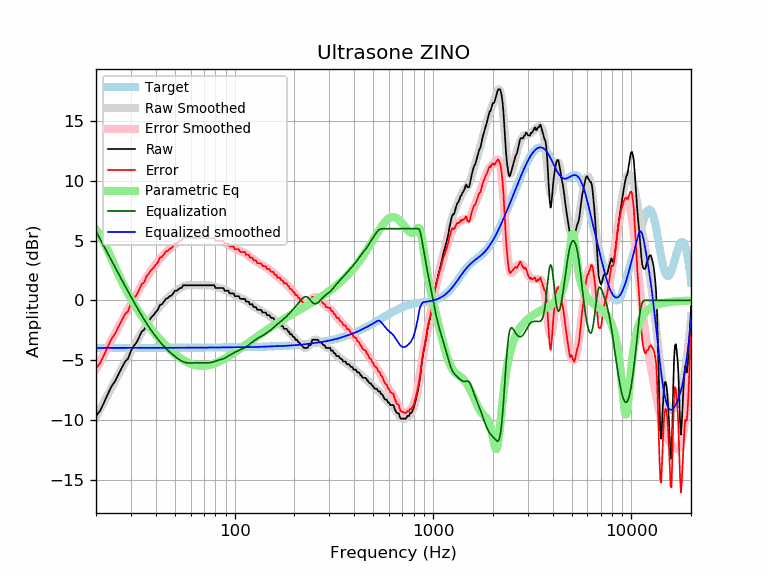 Ultrasone ZINO
Target
Raw Smoothed
Error Smoothed
Raw
Error
Parametric Eq
Equalization
Equalized smoothed
15
10
5
0
−5
−10
−15
Amplitude (dBr)
100
1000
10000
Frequency (Hz)